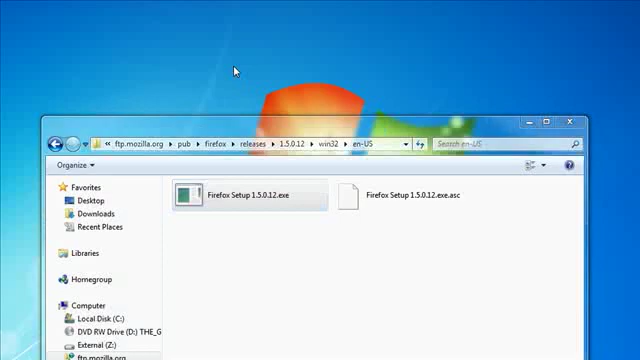 « ftp.mozilla.org ▸ pub ▸ firefox ▸ releases ▸ 1.5.0.12 ▸ win32 ▸ en-US
Search en-US
Organize
Favorites
Desktop
Downloads
Recent Places
Libraries
Homegroup
Computer
Local Disk (C:)
DVD RW Drive (D:) THE_G
External (Z:)
ftp.mozilla.org
Firefox Setup 1.5.0.12.exe
Firefox Setup 1.5.0.12.exe.asc